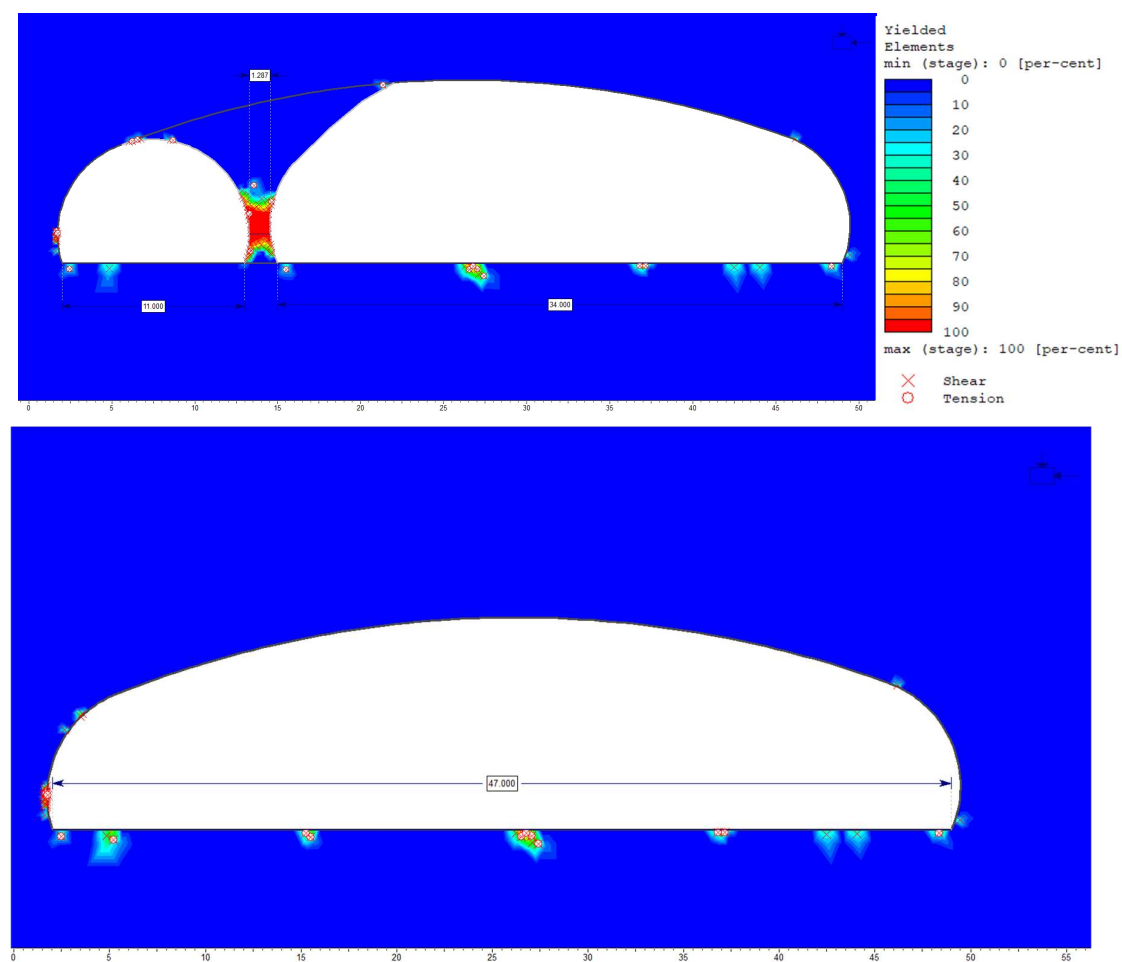 Yielded
Elements
min (stage): 0 [per-cent]
0
10
20
30
40
50
60
70
80
90
100
max (stage): 100 [per-cent]
Shear
Tension
1.287
11.000
34.000
0 5 10 15 20 25 30 35 40 45 50
47.000
0 5 10 15 20 25 30 35 40 45 50 55